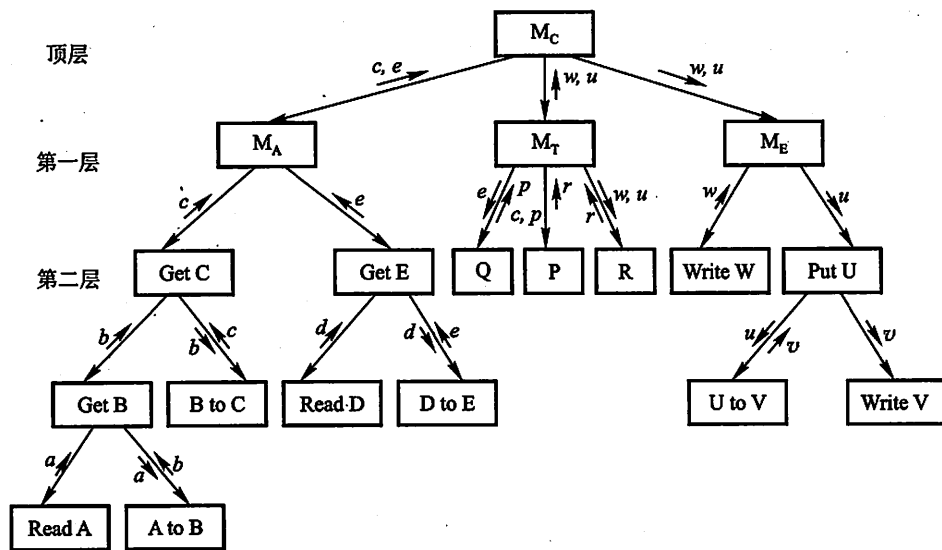 顶层
M_C
c, e
w, u
w, u
第一层
M_A
M_T
M_E
c
e
e
p
c, p
r
r
w, u
w
u
第二层
Get C
Get E
Q
P
R
Write W
Put U
b
b
c
d
d
e
u
v
v
Get B
B to C
Read D
D to E
U to V
Write V
a
a
b
Read A
A to B